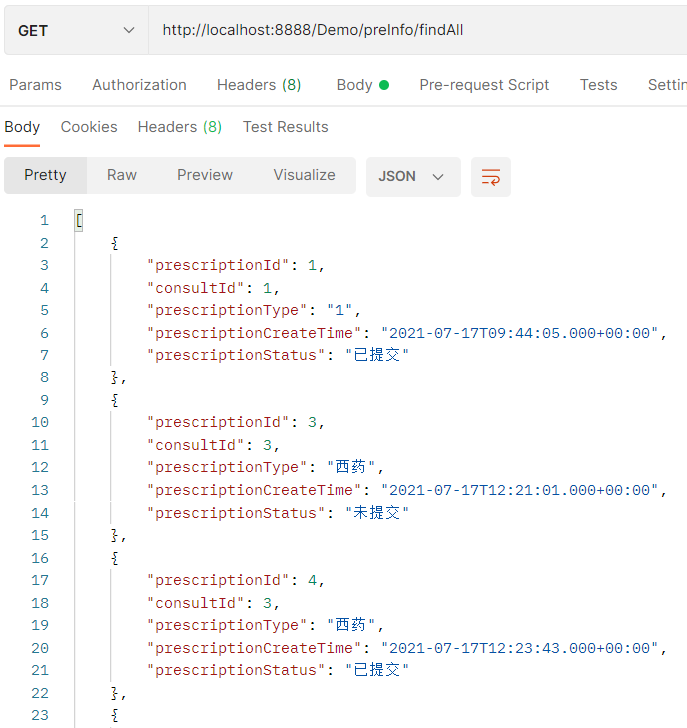 GET http://localhost:8888/Demo/preInfo/findAll
Params Authorization Headers (8) Body Pre-request Script Tests Settin
Body Cookies Headers (8) Test Results
Pretty Raw Preview Visualize JSON
1 [
2 {
3 "prescriptionId": 1,
4 "consultId": 1,
5 "prescriptionType": "1",
6 "prescriptionCreateTime": "2021-07-17T09:44:05.000+00:00",
7 "prescriptionStatus": "已提交"
8 },
9 {
10 "prescriptionId": 3,
11 "consultId": 3,
12 "prescriptionType": "西药",
13 "prescriptionCreateTime": "2021-07-17T12:21:01.000+00:00",
14 "prescriptionStatus": "未提交"
15 },
16 {
17 "prescriptionId": 4,
18 "consultId": 3,
19 "prescriptionType": "西药",
20 "prescriptionCreateTime": "2021-07-17T12:23:43.000+00:00",
21 "prescriptionStatus": "已提交"
22 },
23 {